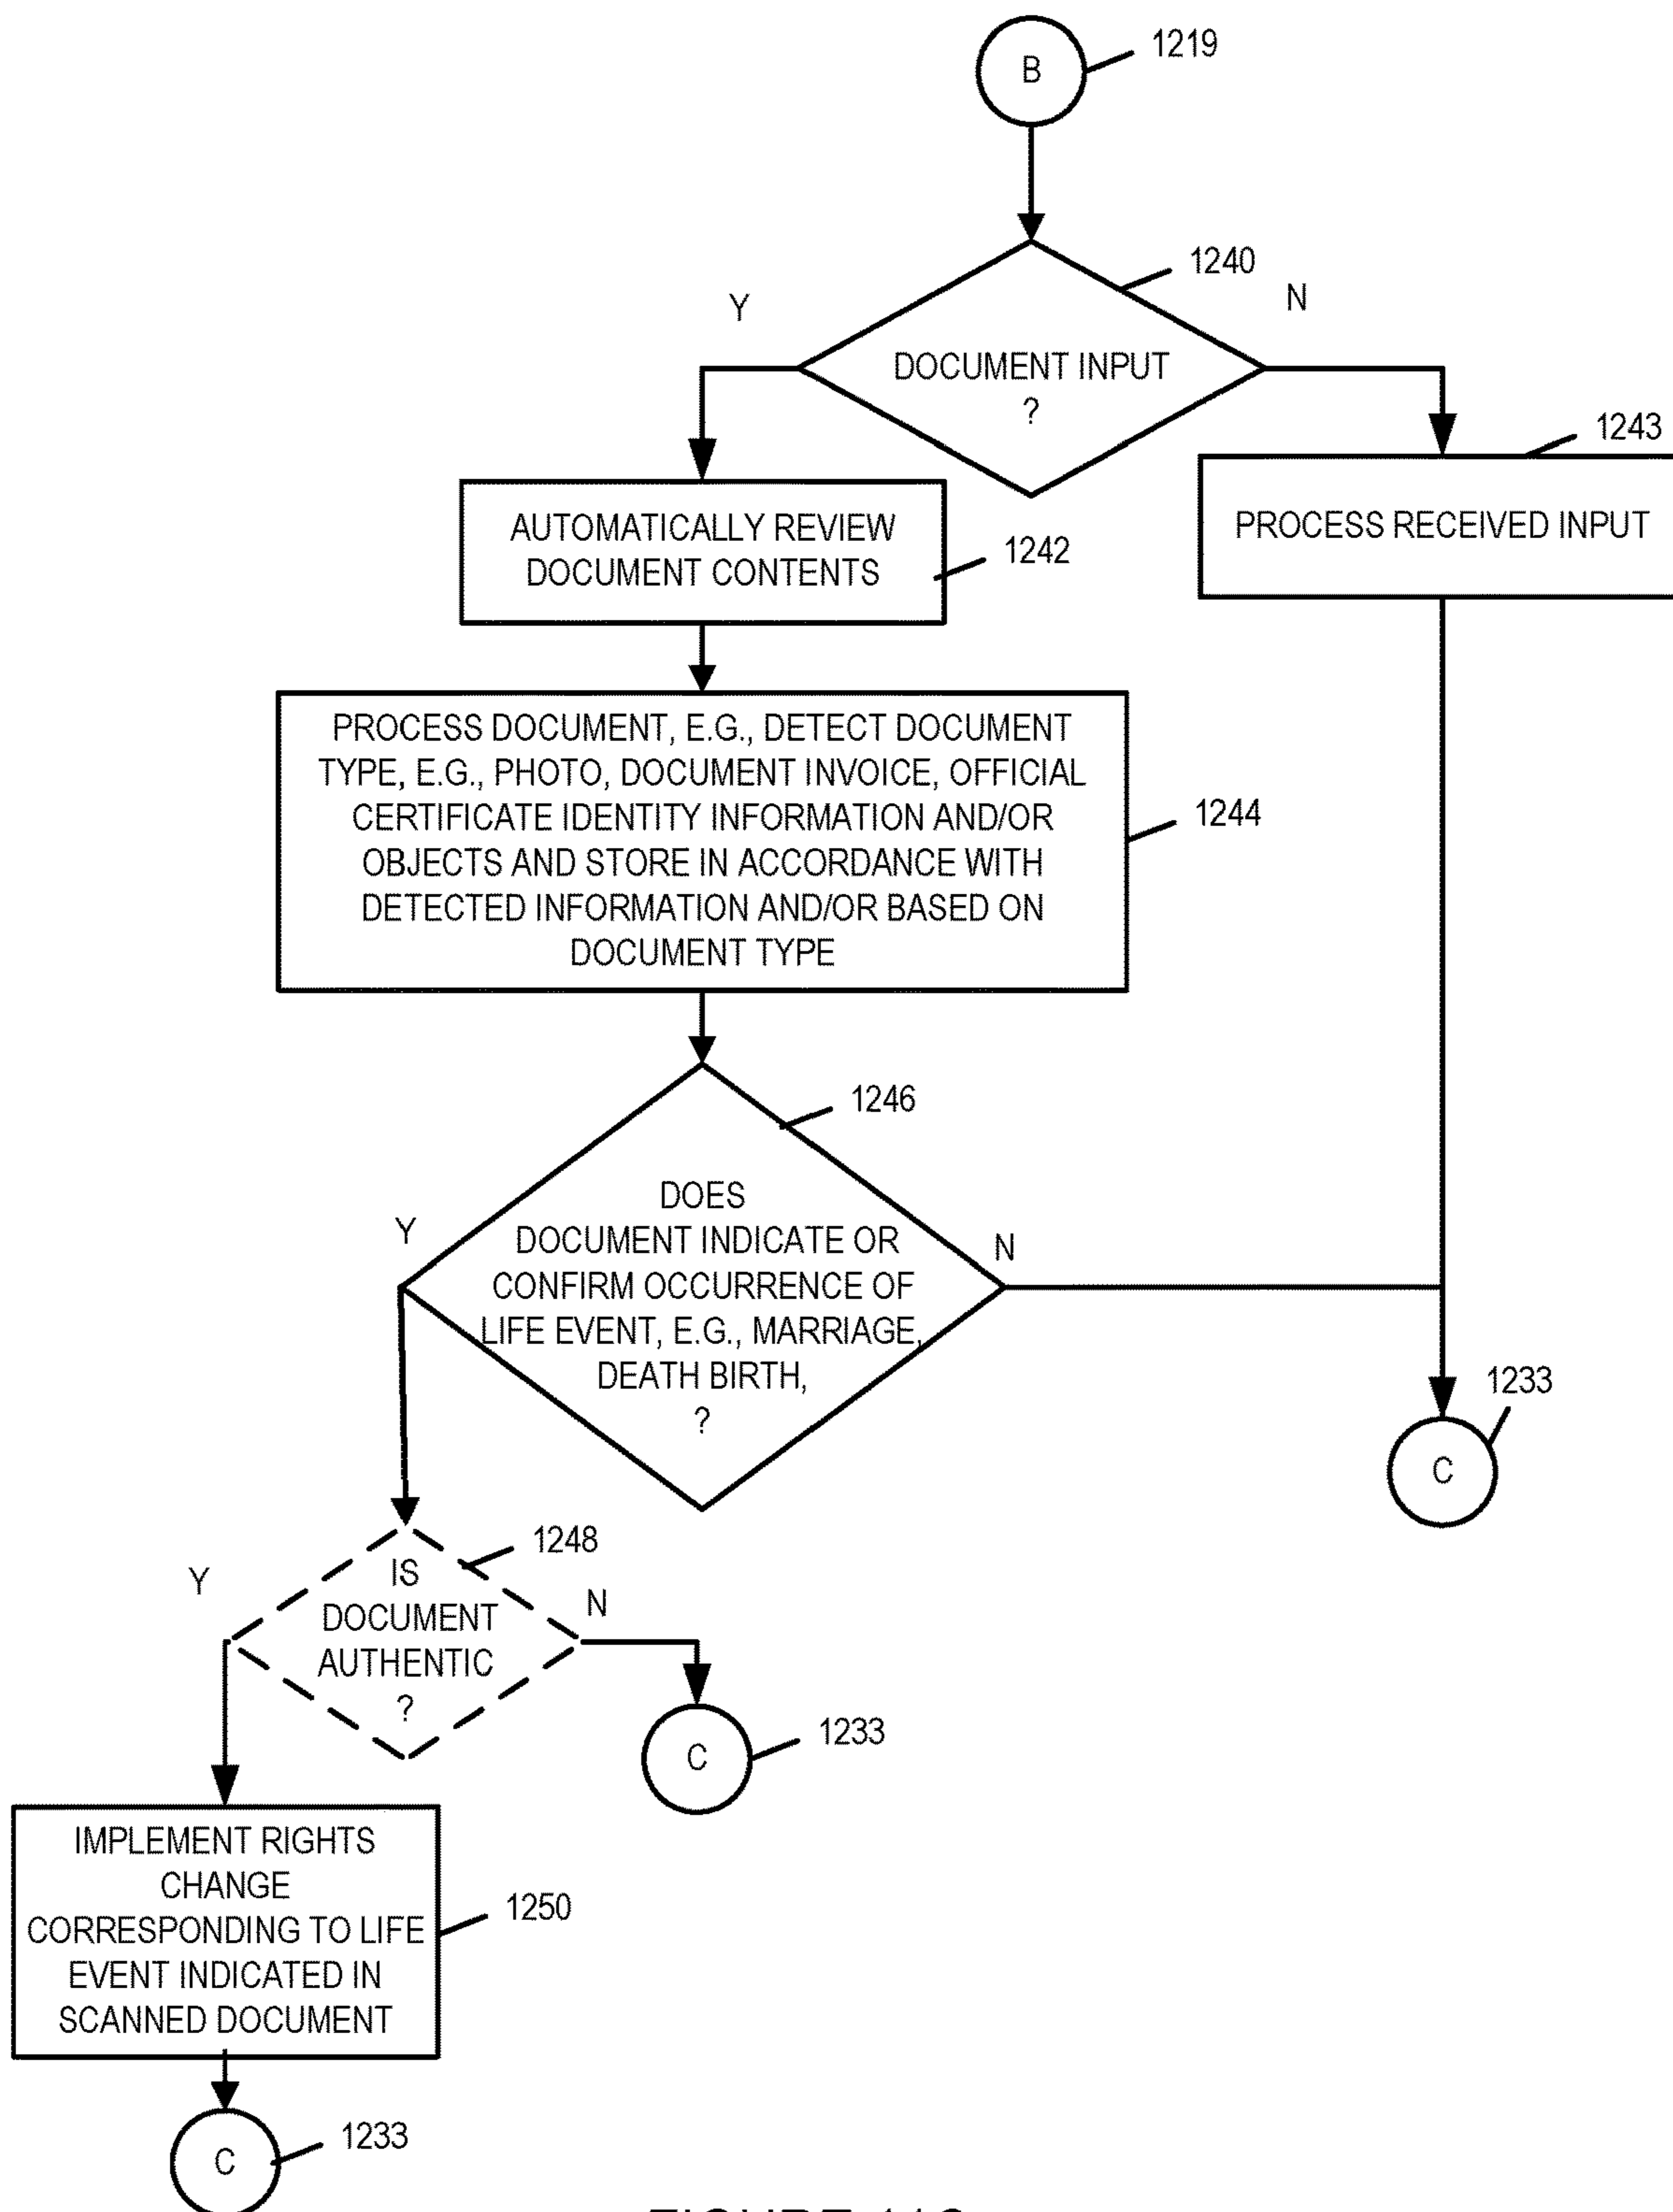 B
1219
1240
Y
N
DOCUMENT INPUT
?
1243
PROCESS RECEIVED INPUT
AUTOMATICALLY REVIEW
DOCUMENT CONTENTS
1242
PROCESS DOCUMENT, E.G., DETECT DOCUMENT
TYPE, E.G., PHOTO, DOCUMENT INVOICE, OFFICIAL
CERTIFICATE IDENTITY INFORMATION AND/OR
OBJECTS AND STORE IN ACCORDANCE WITH
DETECTED INFORMATION AND/OR BASED ON
DOCUMENT TYPE
1244
1246
Y
N
DOES
DOCUMENT INDICATE OR
CONFIRM OCCURRENCE OF
LIFE EVENT, E.G., MARRIAGE,
DEATH BIRTH,
?
1233
C
1248
Y
N
IS
DOCUMENT
AUTHENTIC
?
C
1233
IMPLEMENT RIGHTS
CHANGE
CORRESPONDING TO LIFE
EVENT INDICATED IN
SCANNED DOCUMENT
1250
C
1233